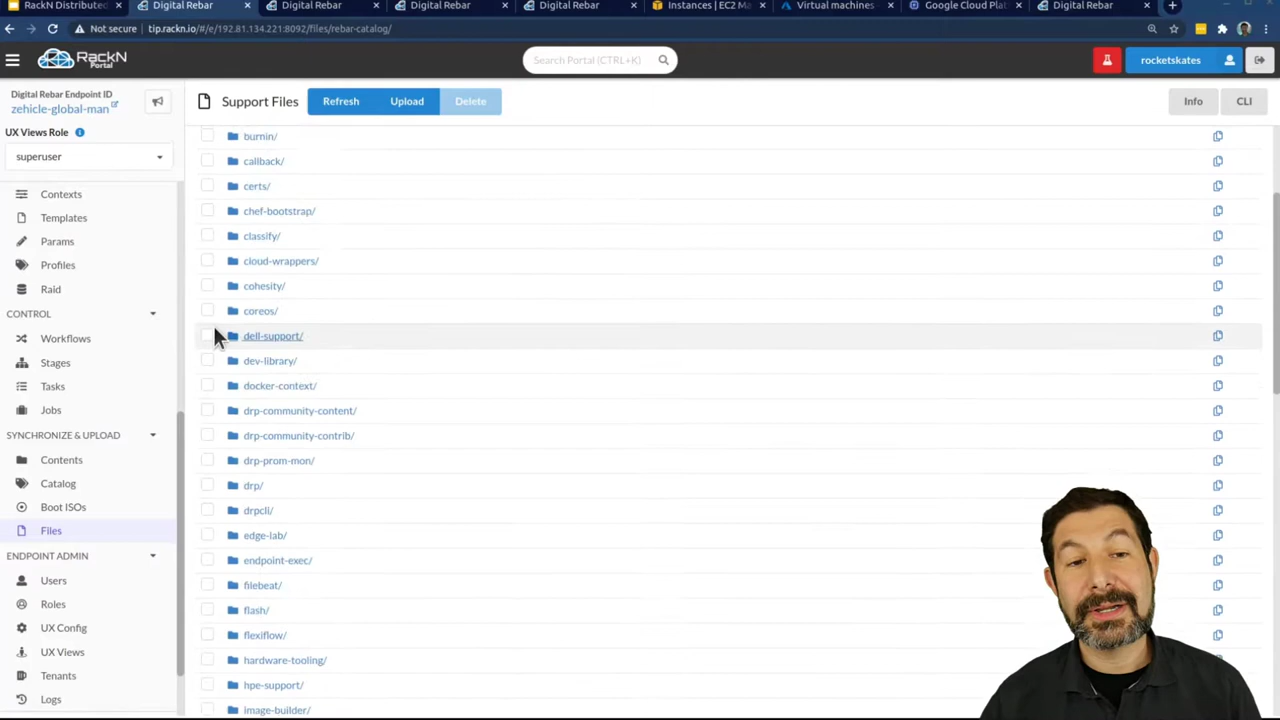 RackN Distributed
Digital Rebar
Digital Rebar
Digital Rebar
Digital Rebar
Instances | EC2 Ma
Virtual machines -
Google Cloud Plat
Digital Rebar
Not secure
tip.rackn.io/#/e/192.81.134.221:8092/files/rebar-catalog/
RackN
Portal
Search Portal (CTRL+K)
rocketskates
Digital Rebar Endpoint ID
zehicle-global-man
UX Views Role
superuser
Support Files
Refresh
Upload
Delete
Info
CLI
Contexts
Templates
Params
Profiles
Raid
CONTROL
Workflows
Stages
Tasks
Jobs
SYNCHRONIZE & UPLOAD
Contents
Catalog
Boot ISOs
Files
ENDPOINT ADMIN
Users
Roles
UX Config
UX Views
Tenants
Logs
burnin/
callback/
certs/
chef-bootstrap/
classify/
cloud-wrappers/
cohesity/
coreos/
dell-support/
dev-library/
docker-context/
drp-community-content/
drp-community-contrib/
drp-prom-mon/
drp/
drpcli/
edge-lab/
endpoint-exec/
filebeat/
flash/
flexiflow/
hardware-tooling/
hpe-support/
image-builder/